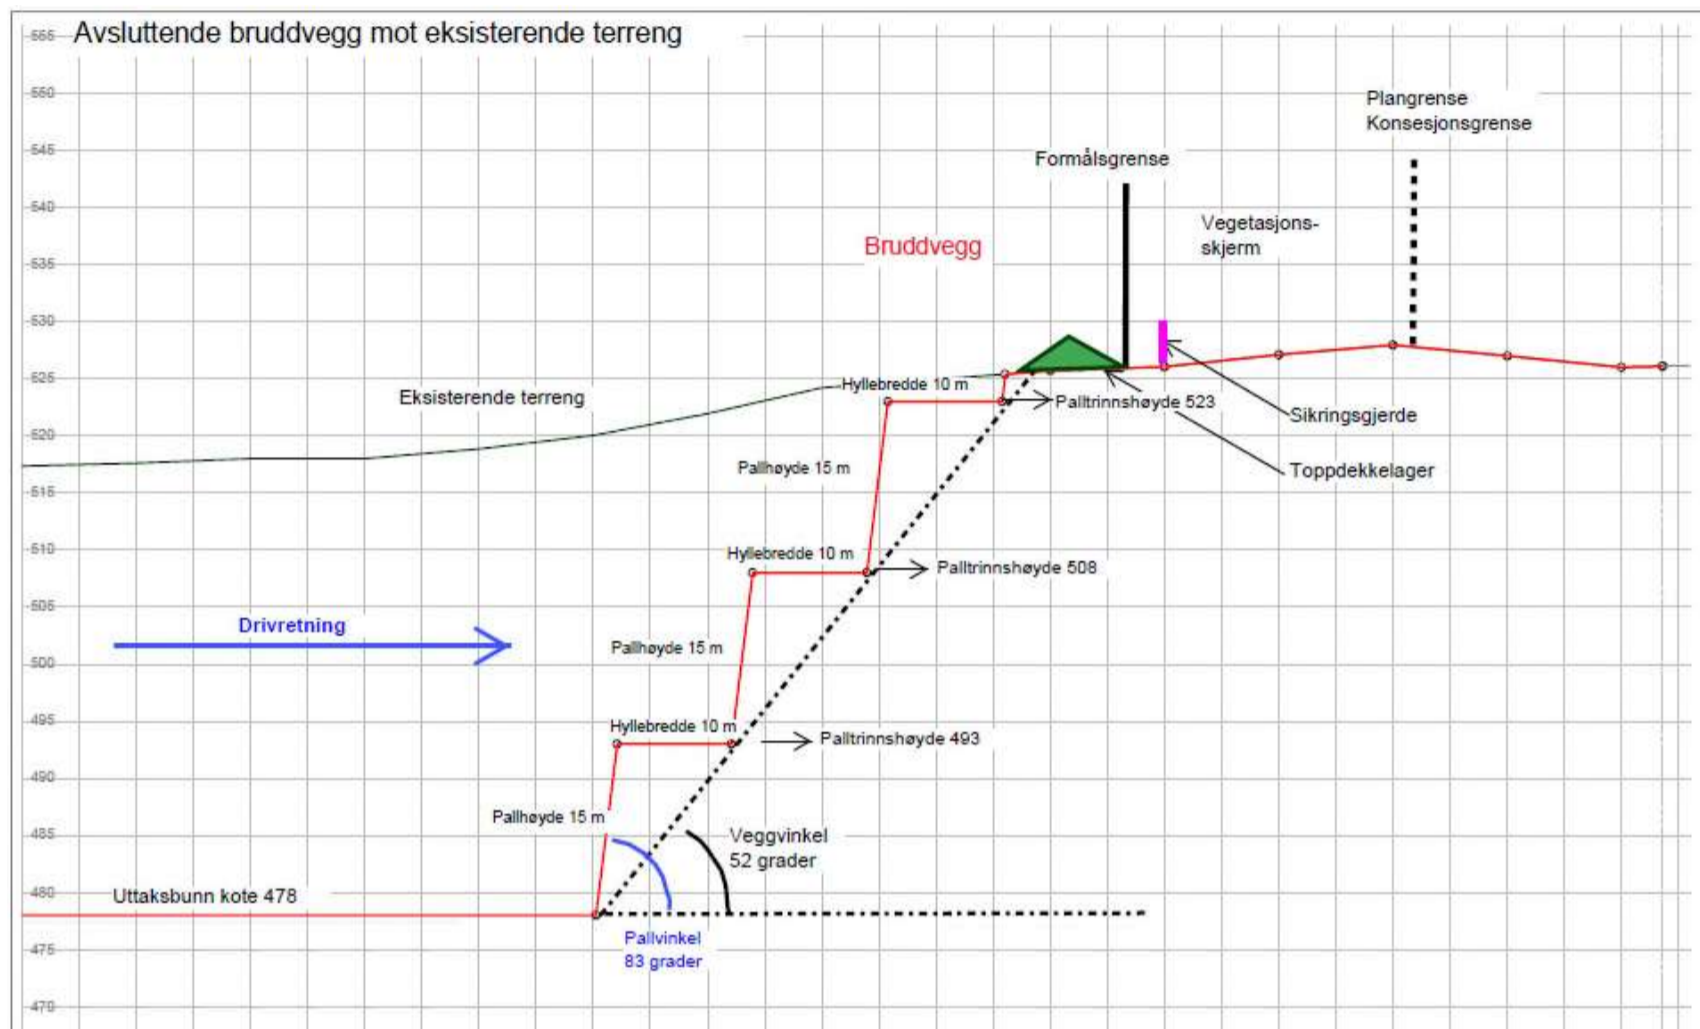 Avsluttende bruddvegg mot eksisterende terreng
565
550
545
540
535
530
525
520
515
510
505
500
495
490
485
480
475
470
Plangrense
Konsesjonsgrense
Formålsgrense
Vegetasjons-
skjerm
Bruddvegg
Hyllebredde 10 m
Eksisterende terreng
Palltrinnshøyde 523
Sikringsgjerde
Toppdekkelager
Pallhøyde 15 m
Hyllebredde 10 m
Palltrinnshøyde 508
Drivretning
Pallhøyde 15 m
Hyllebredde 10 m
Palltrinnshøyde 493
Pallhøyde 15 m
Veggvinkel
52 grader
Uttaksbunn kote 478
Pallvinkel
83 grader